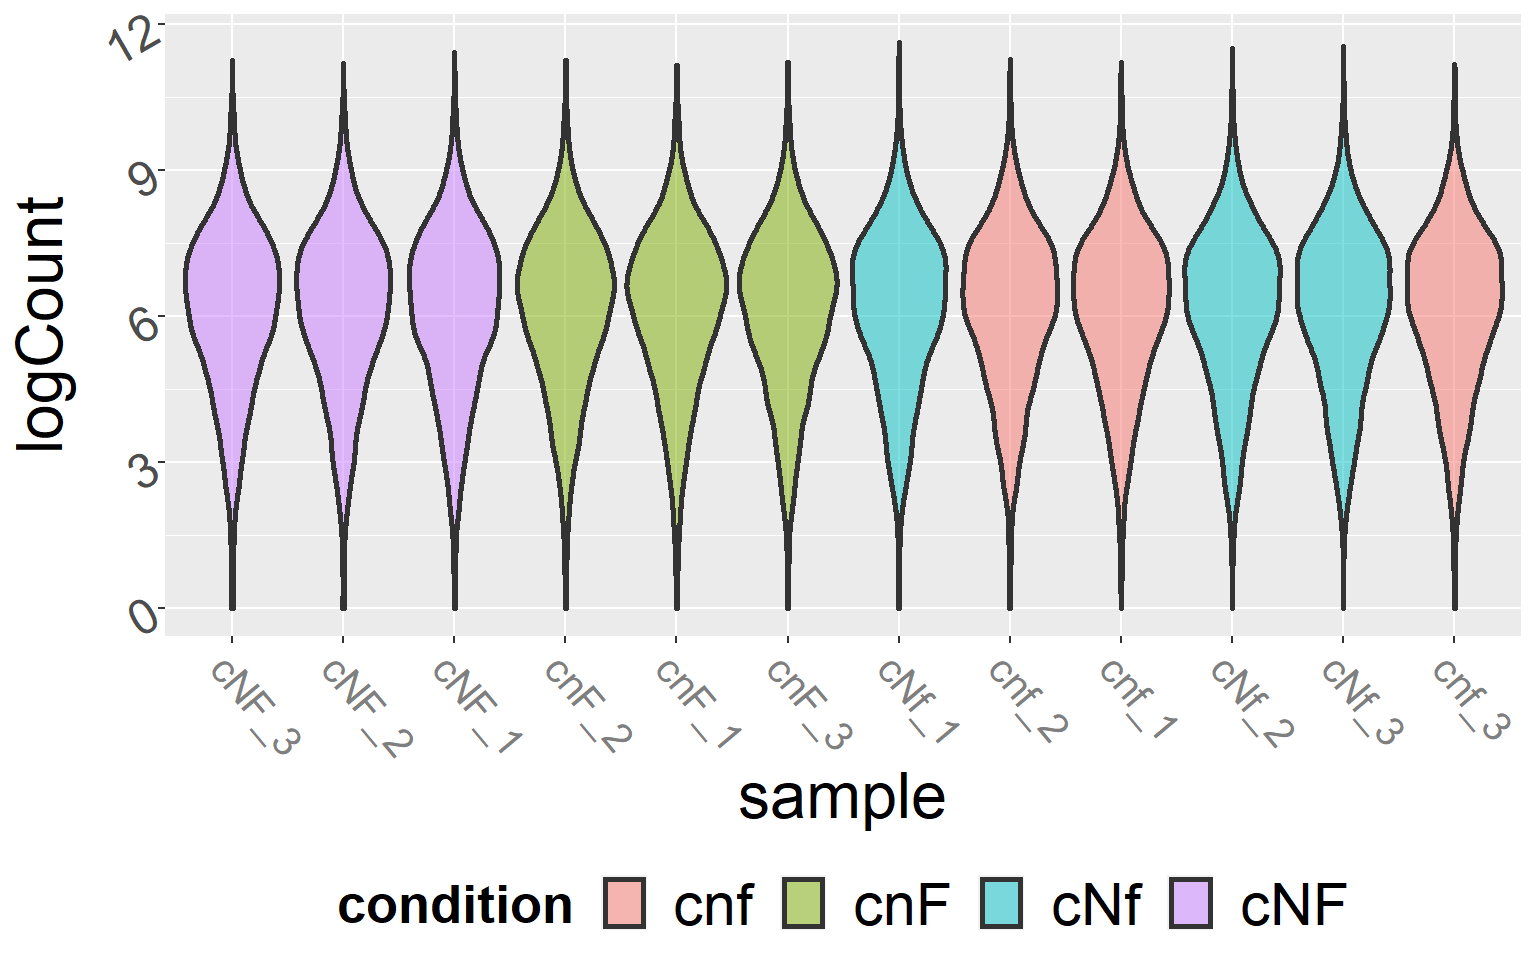 logCount
12
9
6
3
0
cNF_3
cNF_2
cNF_1
cnF_2
cnF_1
cnF_3
cNf_1
cnf_2
cnf_1
cNf_2
cNf_3
cnf_3
sample
condition cnf cnF cNf cNF